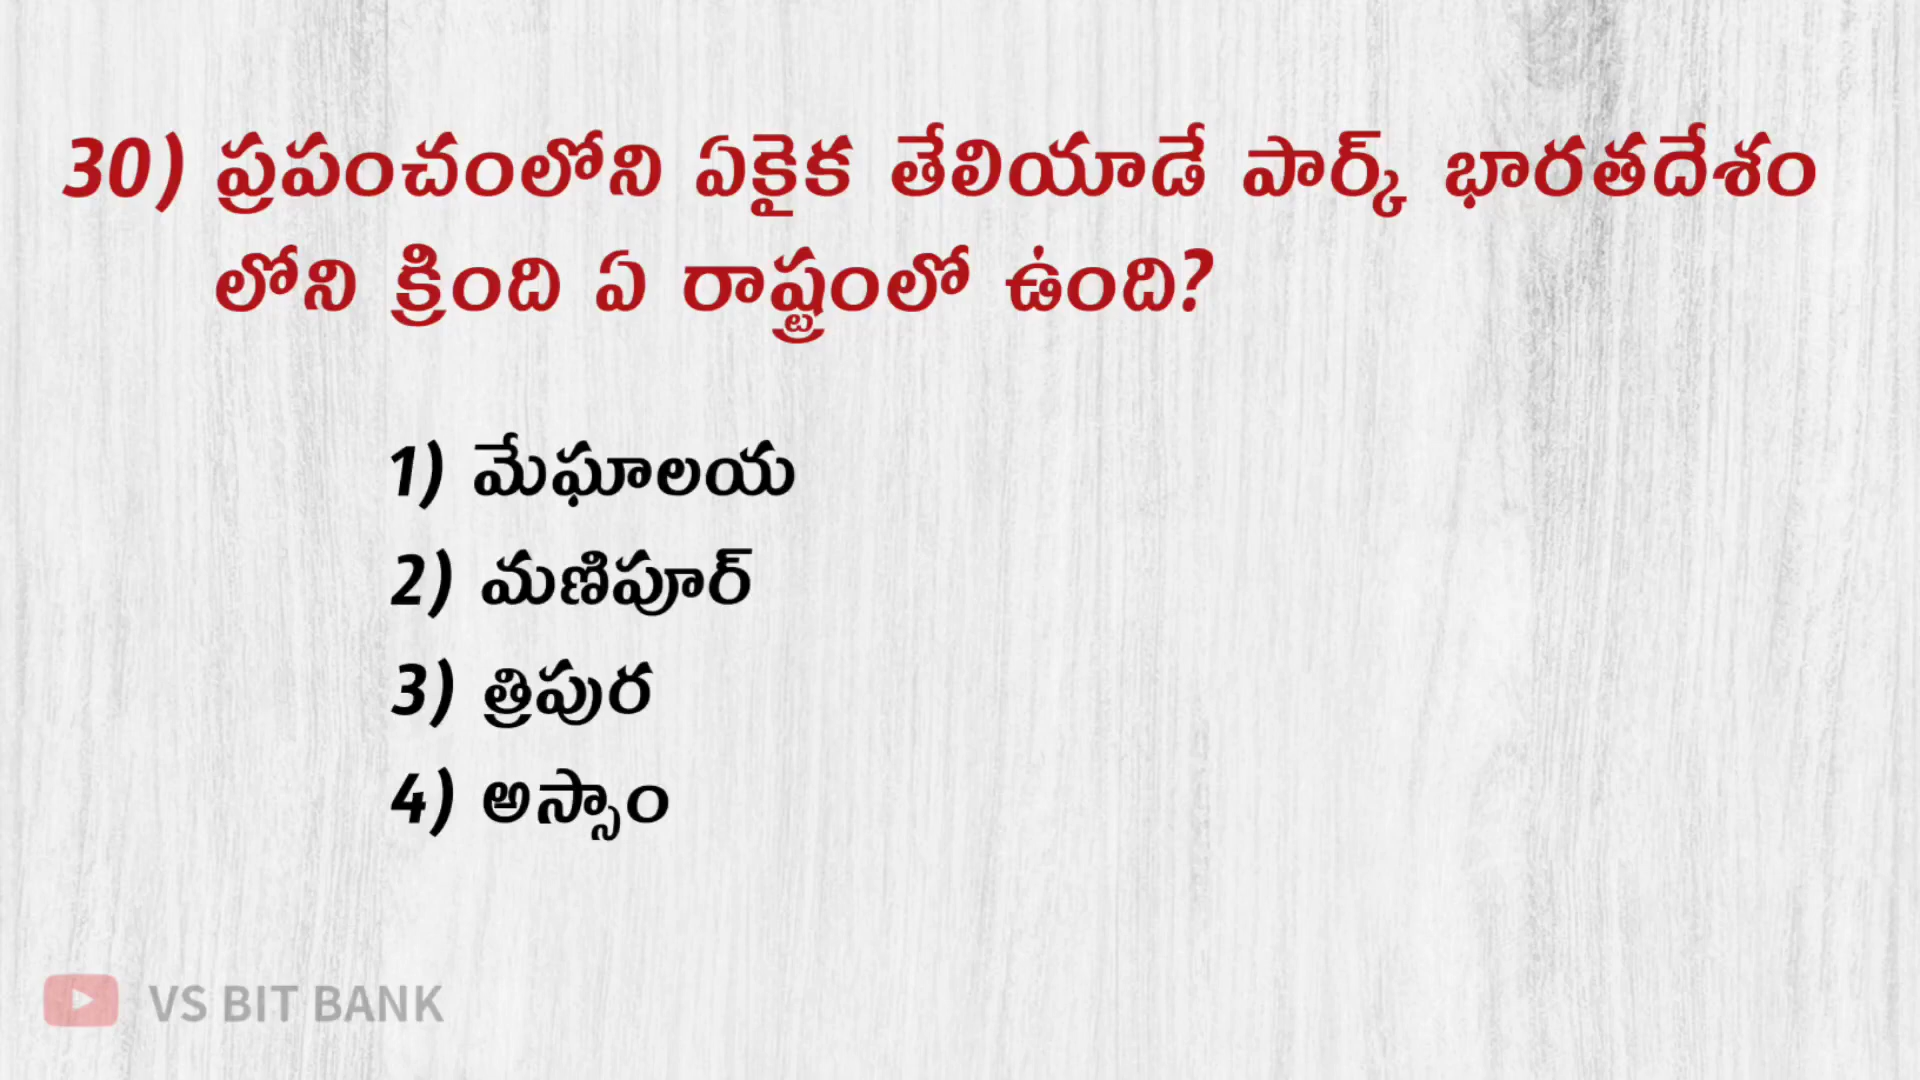 30) ప్రపంచంలోని ఏకైక తేలియాడే పార్క్ భారతదేశం
లోని క్రింది ఏ రాష్ట్రంలో ఉంది?
1) మేఘాలయ
2) మణిపూర్
3) త్రిపుర
4) అస్సాం
VS BIT BANK